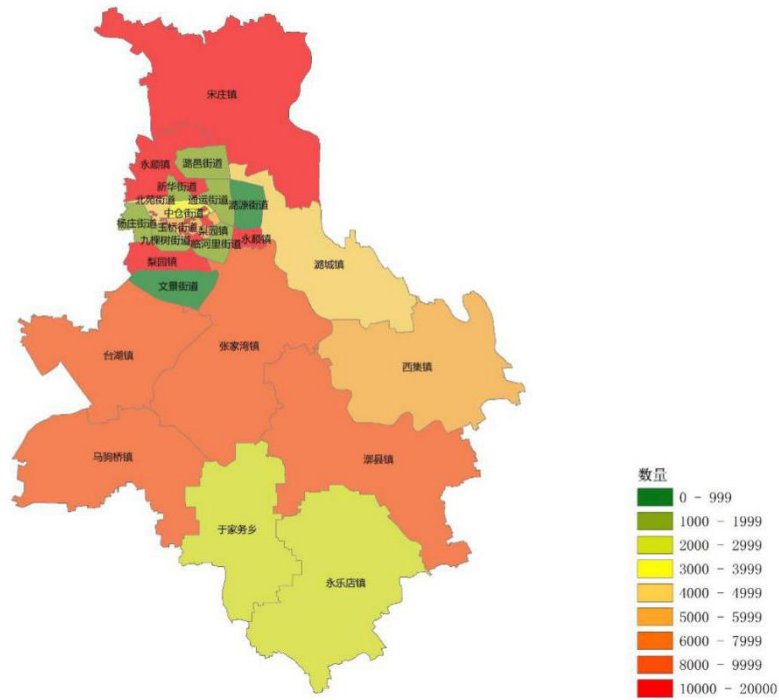 宋庄镇
永顺镇
潞邑街道
新华街道
北苑街道
通运街道
潞源街道
中仓街道
杨庄街道
玉桥街道
梨园镇
九棵树街道
临河里街道
永顺镇
梨园镇
潞城镇
文景街道
台湖镇
张家湾镇
西集镇
马驹桥镇
漷县镇
于家务乡
永乐店镇
数量
0 - 999
1000 - 1999
2000 - 2999
3000 - 3999
4000 - 4999
5000 - 5999
6000 - 7999
8000 - 9999
10000 - 20000